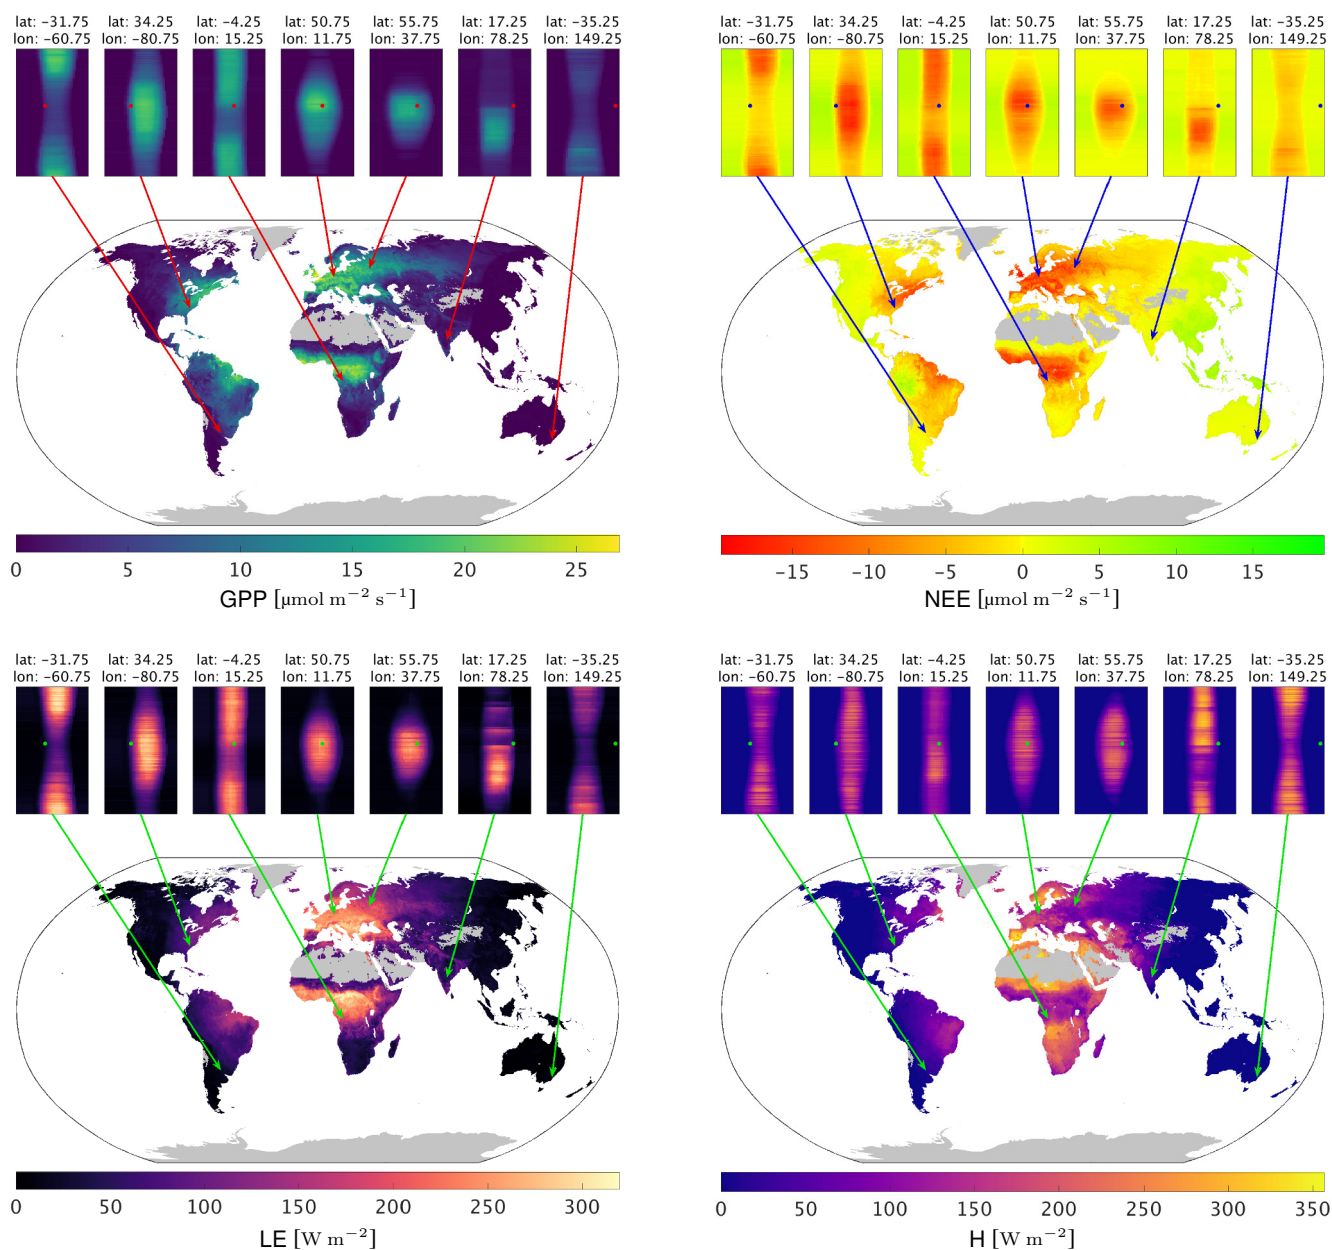 lat: -31.75 lat: 34.25 lat: -4.25 lat: 50.75 lat: 55.75 lat: 17.25 lat: -35.25 lat: -31.75 lat: 34.25 lat: -4.25 lat: 50.75 lat: 55.75 lat: 17.25 lat: -35.25
lon: -60.75 lon: -80.75 lon: 15.25 lon: 11.75 lon: 37.75 lon: 78.25 lon: 149.25 lon: -60.75 lon: -80.75 lon: 15.25 lon: 11.75 lon: 37.75 lon: 78.25 lon: 149.25
0 5 10 15 20 25 −15 −10 −5 0 5 10 15
GPP [µmol m−2 s−1] NEE [µmol m−2 s−1]
lat: -31.75 lat: 34.25 lat: -4.25 lat: 50.75 lat: 55.75 lat: 17.25 lat: -35.25 lat: -31.75 lat: 34.25 lat: -4.25 lat: 50.75 lat: 55.75 lat: 17.25 lat: -35.25
lon: -60.75 lon: -80.75 lon: 15.25 lon: 11.75 lon: 37.75 lon: 78.25 lon: 149.25 lon: -60.75 lon: -80.75 lon: 15.25 lon: 11.75 lon: 37.75 lon: 78.25 lon: 149.25
0 50 100 150 200 250 300 0 50 100 150 200 250 300 350
LE [W m−2] H [W m−2]